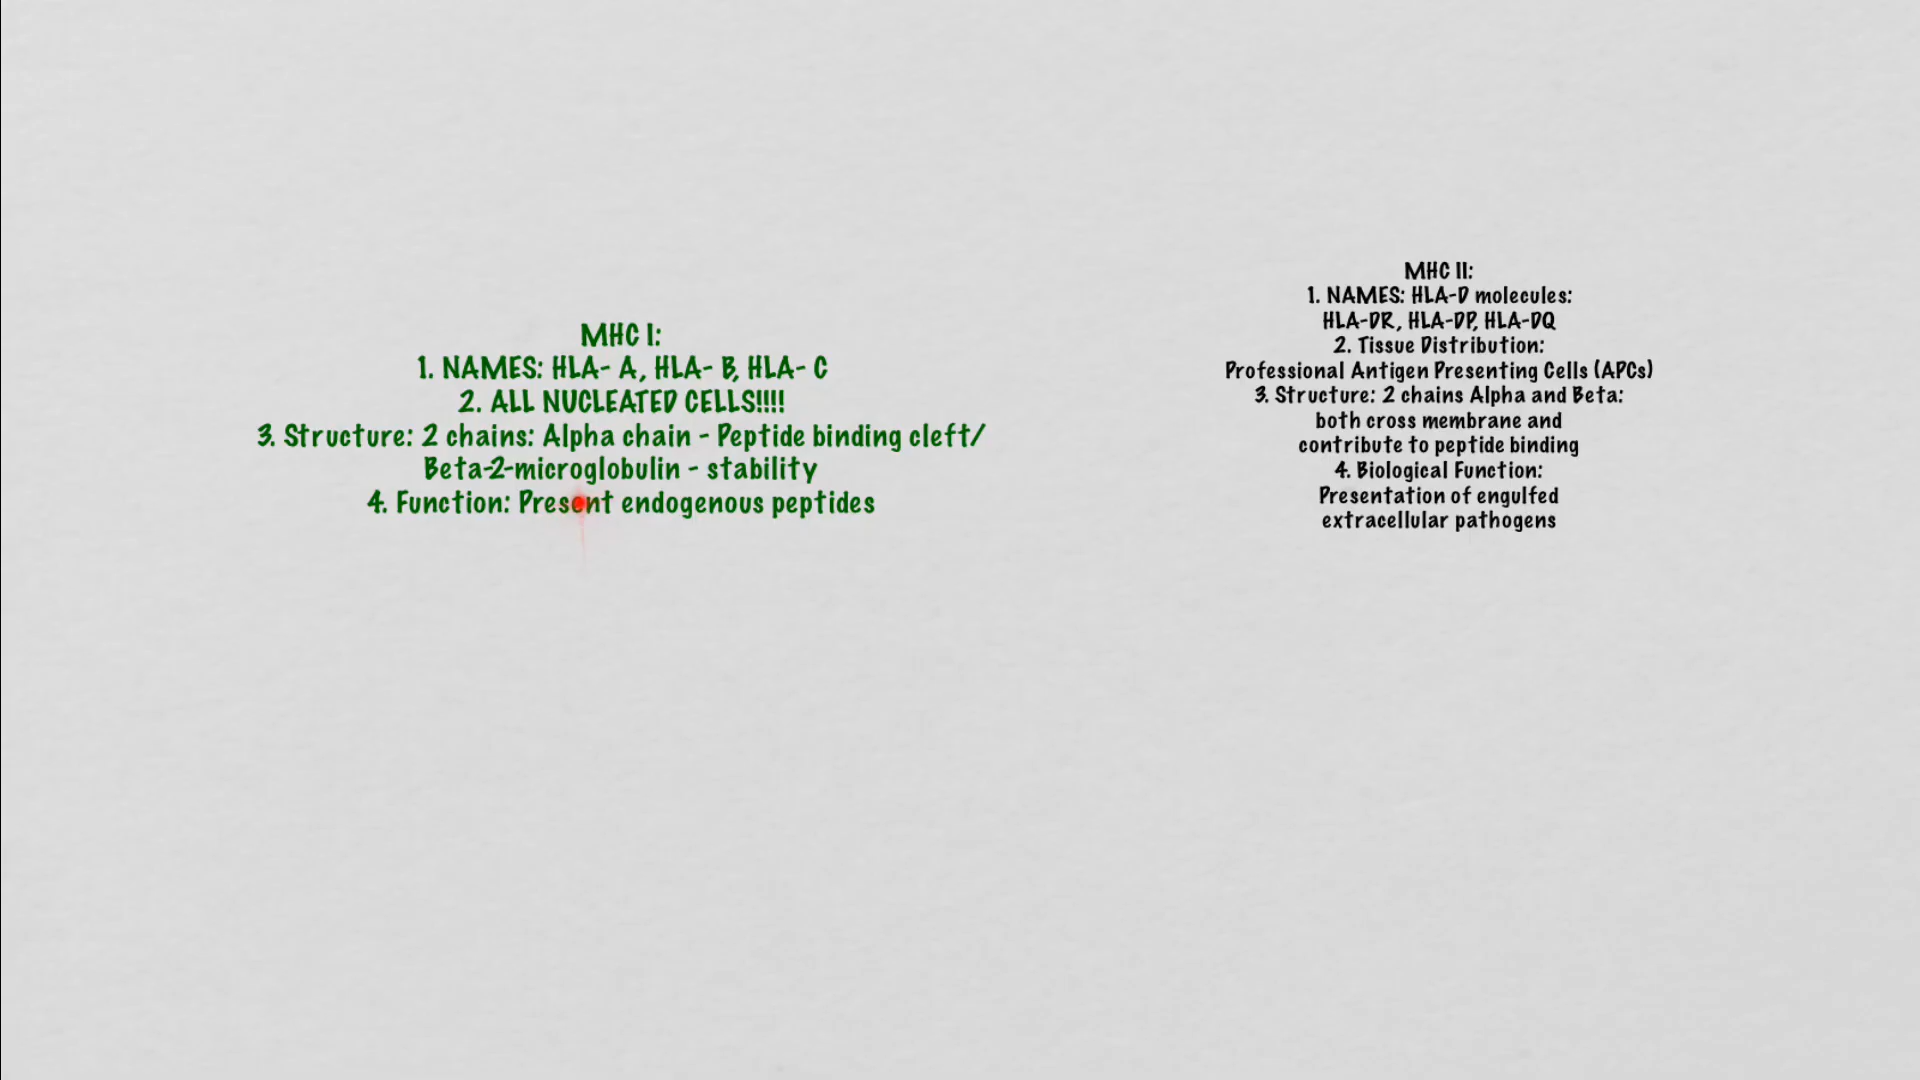 MHC I:
1. NAMES: HLA- A, HLA- B, HLA- C
2. ALL NUCLEATED CELLS!!!!
3. Structure: 2 chains: Alpha chain - Peptide binding cleft/
Beta-2-microglobulin - stability
4. Function: Present endogenous peptides
MHC II:
1. NAMES: HLA-D molecules:
HLA-DR, HLA-DP, HLA-DQ
2. Tissue Distribution:
Professional Antigen Presenting Cells (APCs)
3. Structure: 2 chains Alpha and Beta:
both cross membrane and
contribute to peptide binding
4. Biological Function:
Presentation of engulfed
extracellular pathogens